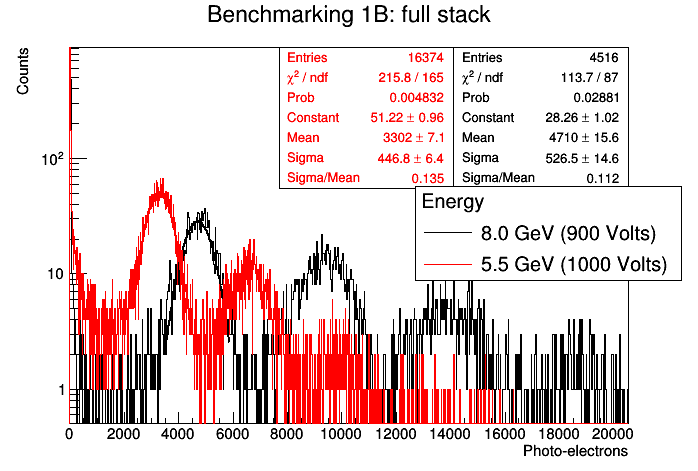 Benchmarking 1B: full stack
Counts
Entries 16374
χ² / ndf 215.8 / 165
Prob 0.004832
Constant 51.22 ± 0.96
Mean 3302 ± 7.1
Sigma 446.8 ± 6.4
Sigma/Mean 0.135
Entries 4516
χ² / ndf 113.7 / 87
Prob 0.02881
Constant 28.26 ± 1.02
Mean 4710 ± 15.6
Sigma 526.5 ± 14.6
Sigma/Mean 0.112
Energy
8.0 GeV (900 Volts)
5.5 GeV (1000 Volts)
10²
10
1
0 2000 4000 6000 8000 10000 12000 14000 16000 18000 20000
Photo-electrons